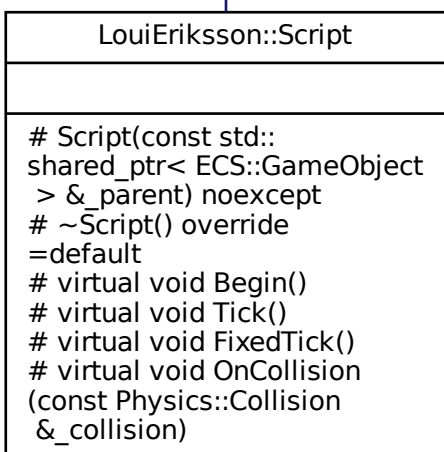 LouiEriksson::Script
# Script(const std::
shared_ptr< ECS::GameObject
> &_parent) noexcept
# ~Script() override
=default
# virtual void Begin()
# virtual void Tick()
# virtual void FixedTick()
# virtual void OnCollision
(const Physics::Collision
&_collision)